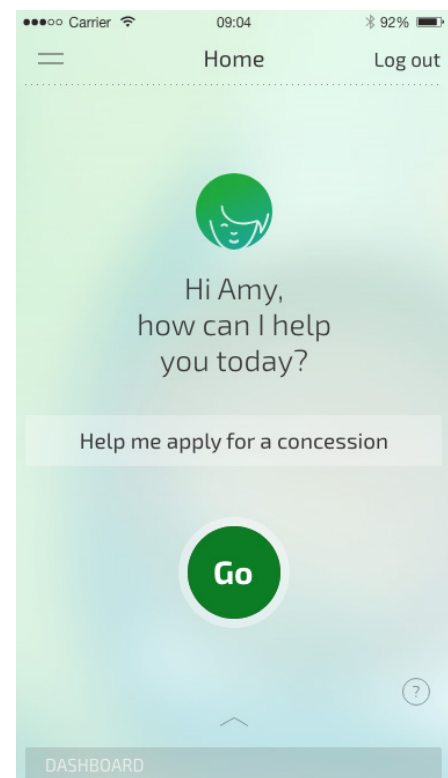 Carrier 09:04 92%
Home Log out
Hi Amy,
how can I help
you today?
Help me apply for a concession
Go
?
DASHBOARD